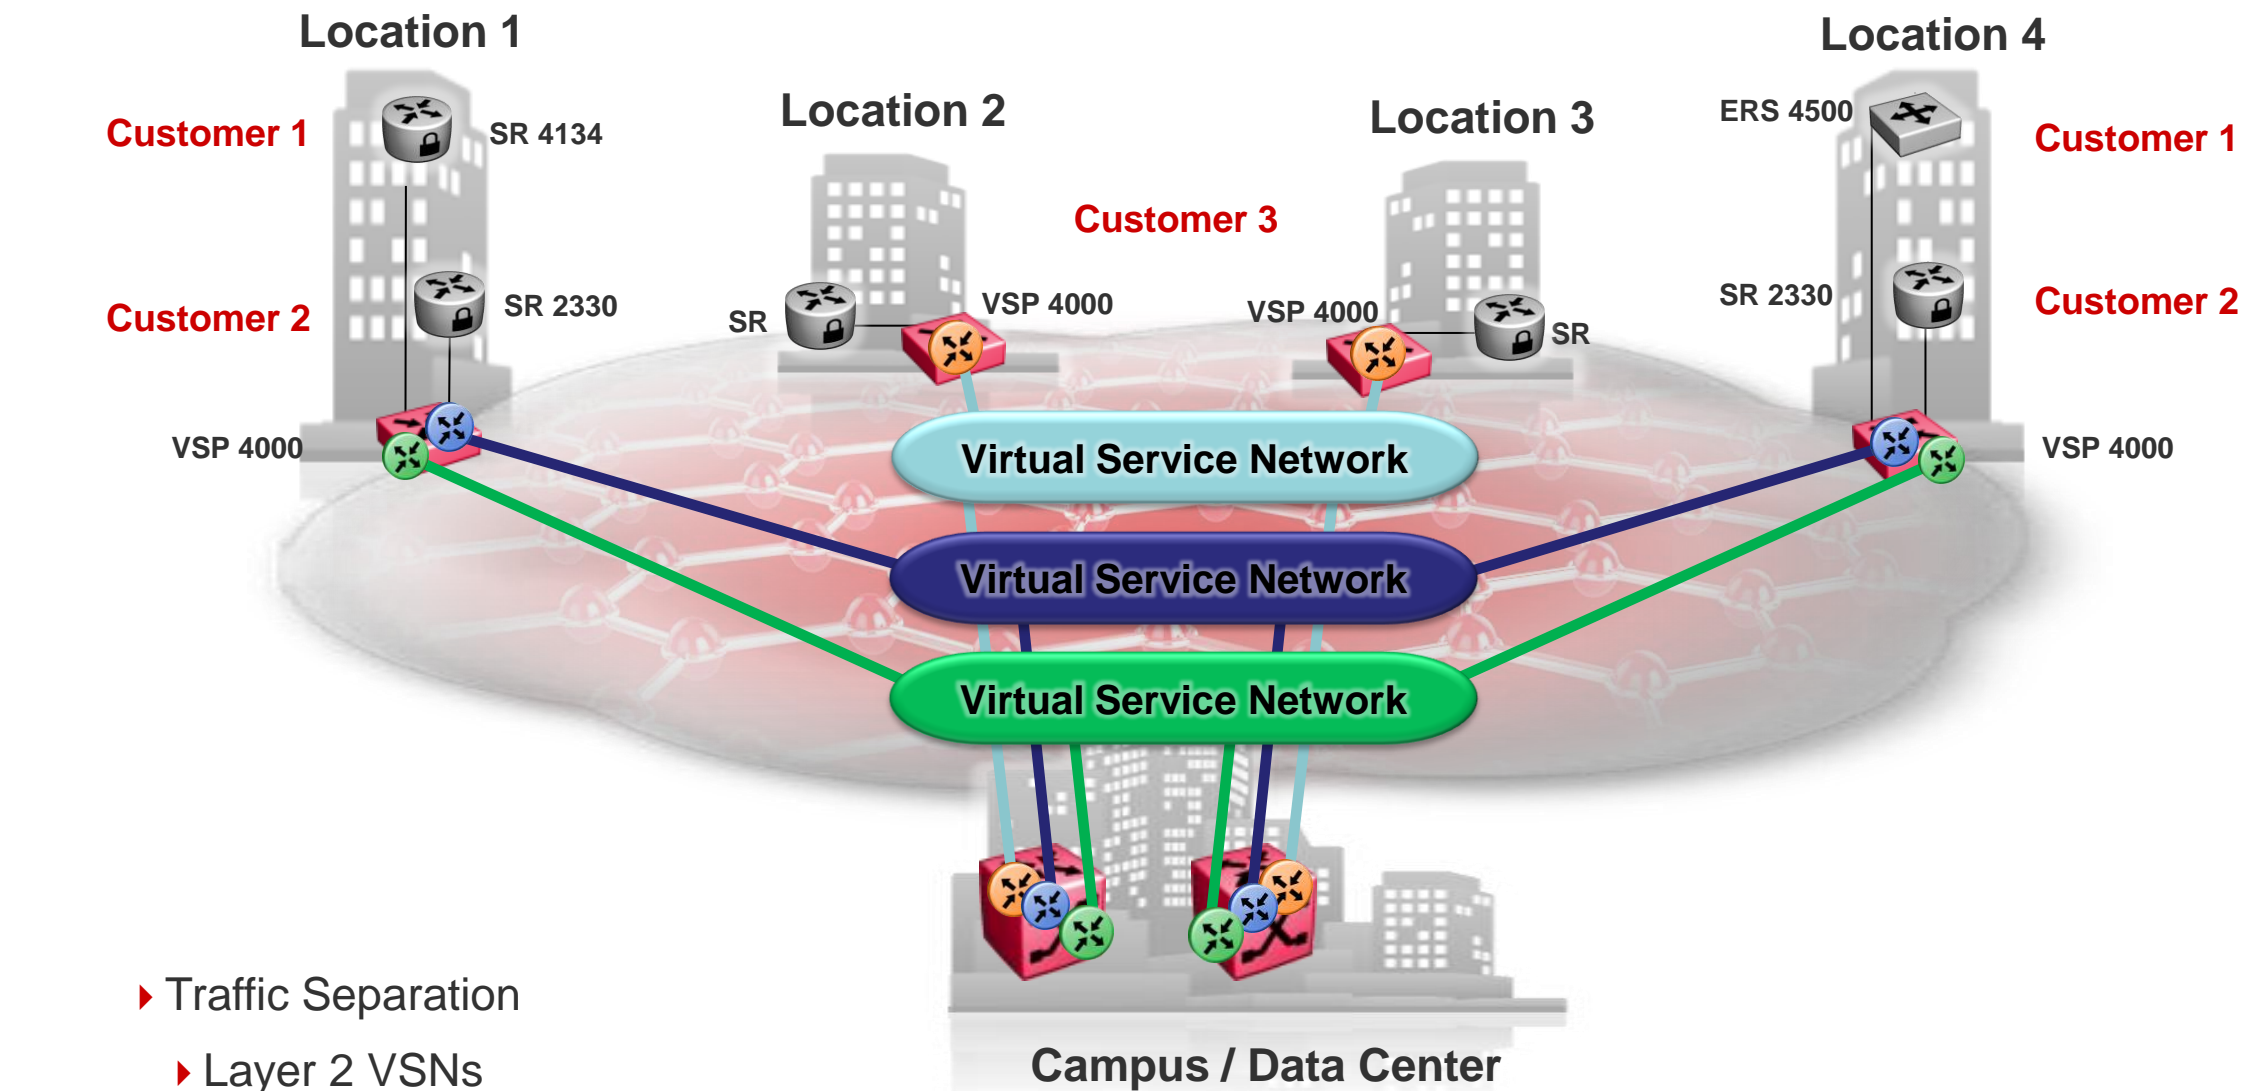 Location 1
Location 4
Location 2
Location 3
Customer 1
SR 4134
ERS 4500
Customer 1
Customer 3
Customer 2
SR 2330
SR
VSP 4000
VSP 4000
SR
SR 2330
Customer 2
VSP 4000
VSP 4000
Virtual Service Network
Virtual Service Network
Virtual Service Network
Traffic Separation
Layer 2 VSNs
Campus / Data Center